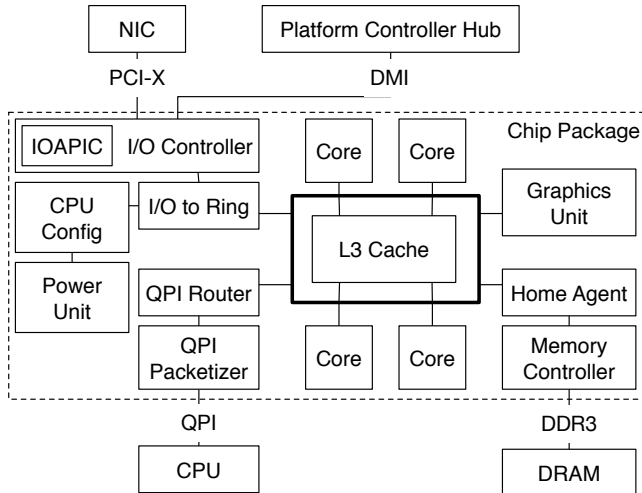 NIC
Platform Controller Hub
PCI-X
DMI
Chip Package
IOAPIC
I/O Controller
Core
Core
CPU
Config
I/O to Ring
Graphics
Unit
L3 Cache
Power
Unit
QPI Router
Home Agent
QPI
Packetizer
Core
Core
Memory
Controller
QPI
DDR3
CPU
DRAM